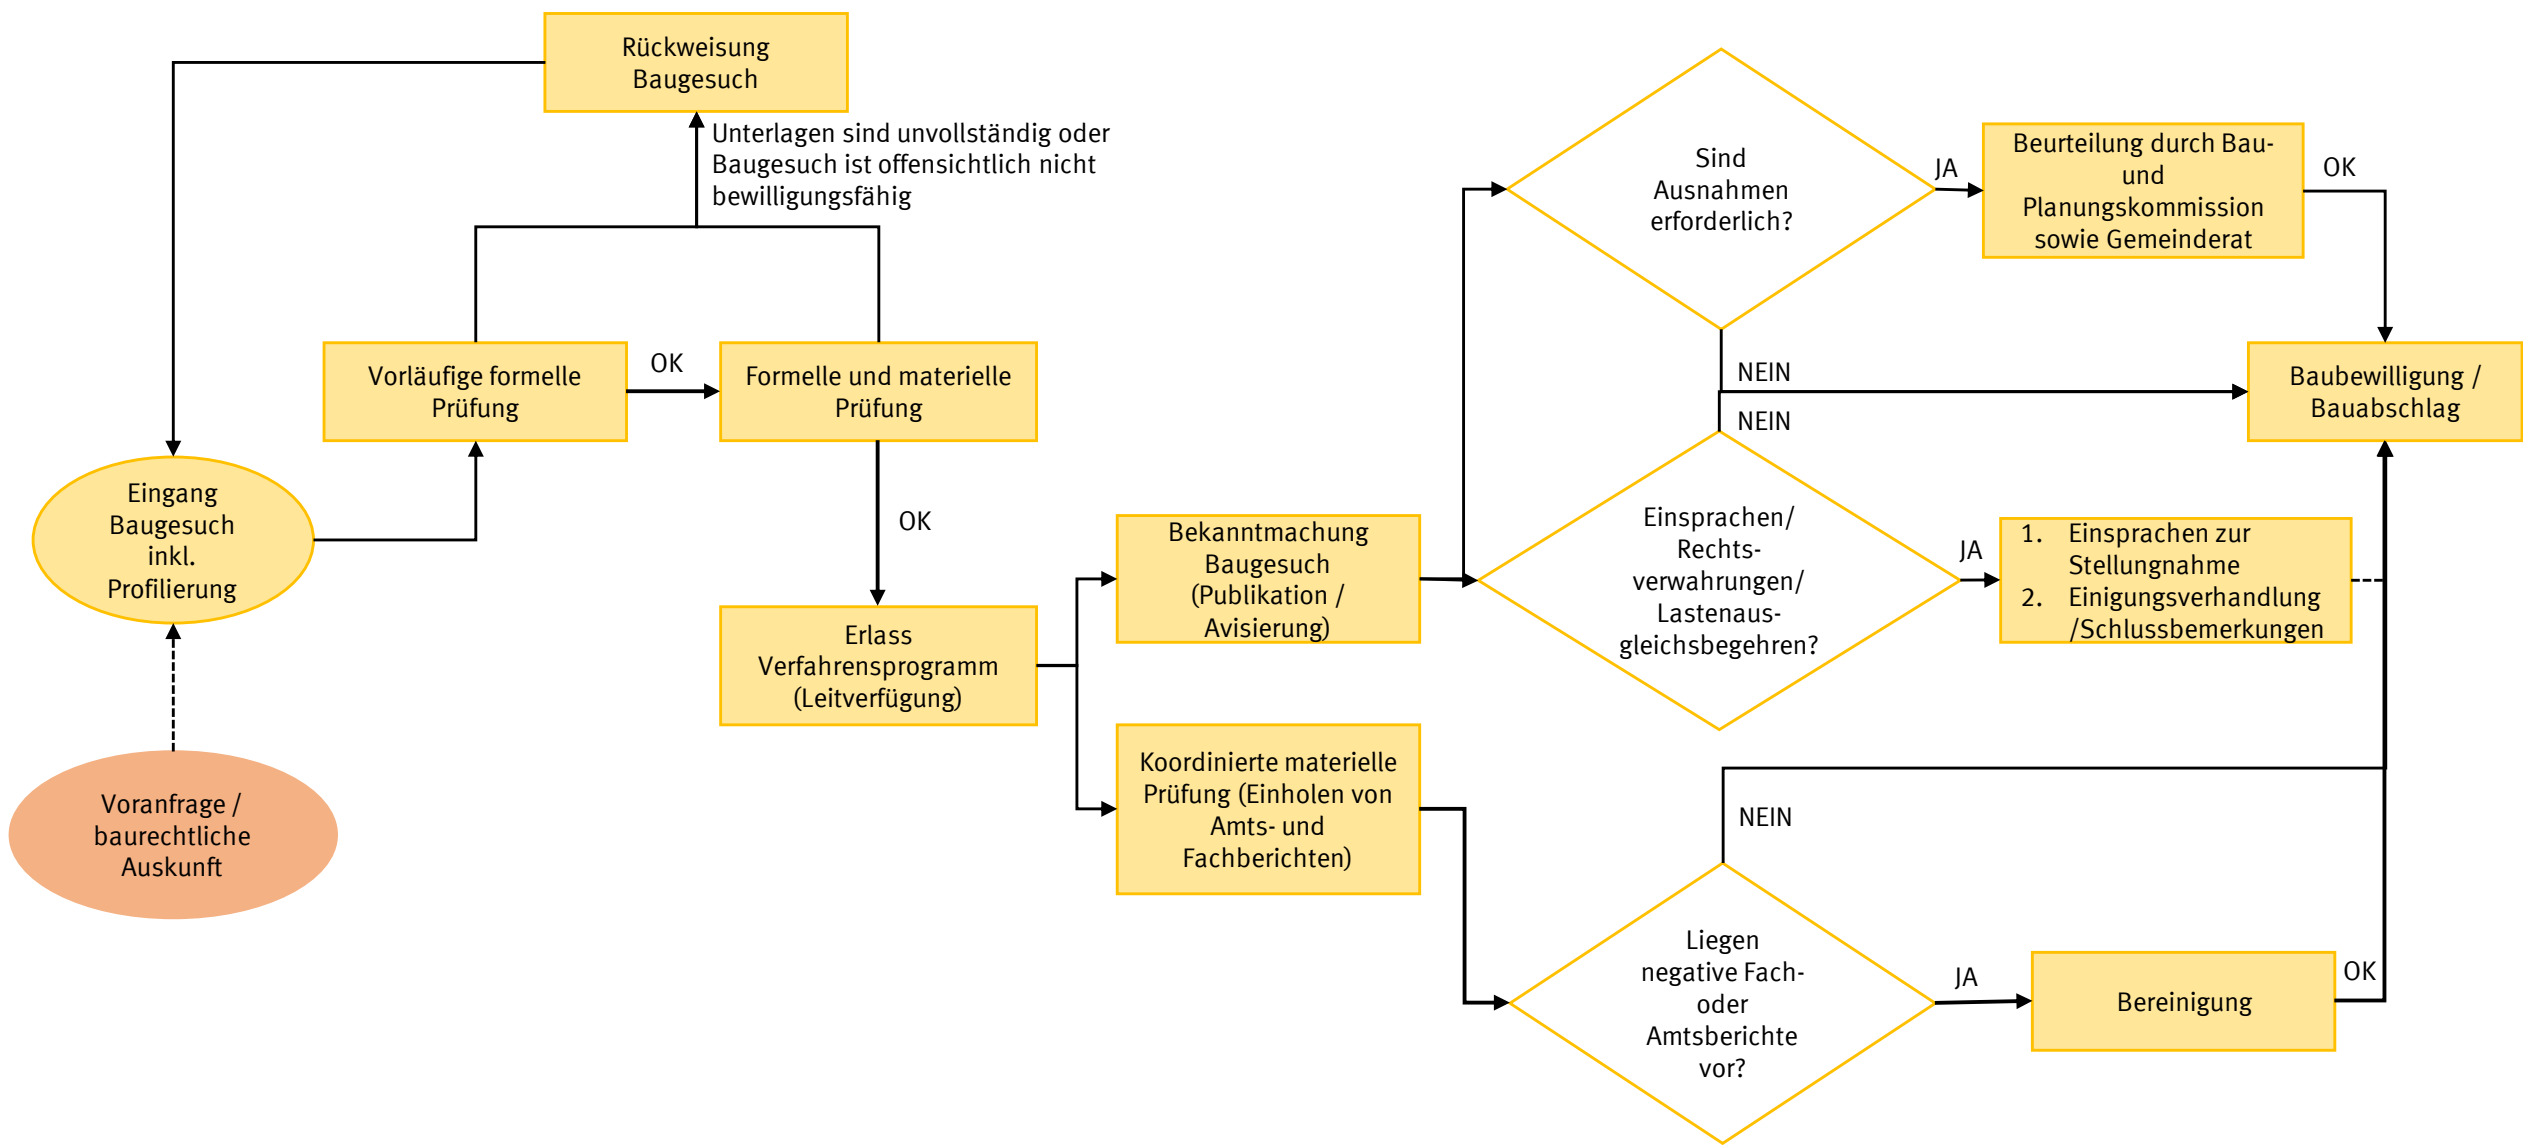 Rückweisung
Baugesuch
Unterlagen sind unvollständig oder
Baugesuch ist offensichtlich nicht
bewilligungsfähig
Vorläufige formelle
Prüfung
OK
Formelle und materielle
Prüfung
Eingang
Baugesuch
inkl.
Profilierung
OK
Voranfrage /
baurechtliche
Auskunft
Erlass
Verfahrensprogramm
(Leitverfügung)
Bekanntmachung
Baugesuch
(Publikation /
Avisierung)
Koordinierte materielle
Prüfung (Einholen von
Amts- und
Fachberichten)
Sind
Ausnahmen
erforderlich?
JA
Beurteilung durch Bau-
und
Planungskommission
sowie Gemeinderat
OK
NEIN
NEIN
Baubewilligung /
Bauabschlag
Einsprachen/
Rechts-
verwahrungen/
Lastenaus-
gleichsbegehren?
JA
1. Einsprachen zur
Stellungnahme
2. Einigungsverhandlung
/Schlussbemerkungen
NEIN
Liegen
negative Fach-
oder
Amtsberichte
vor?
JA
Bereinigung
OK